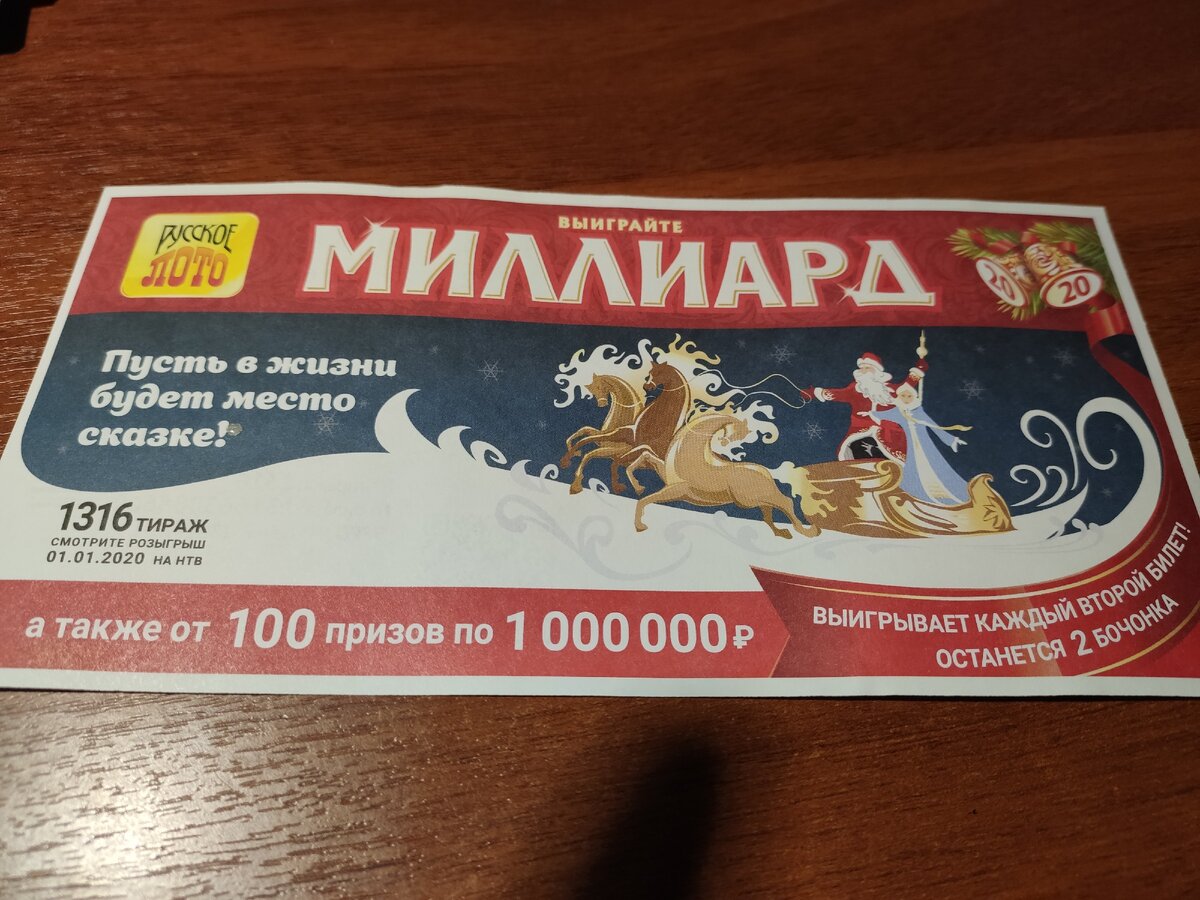 РУССКОЕ
ЛОТО
ВЫИГРАЙТЕ
МИЛЛИАРД
20
20
Пусть в жизни
будет место
сказке!
1316 ТИРАЖ
СМОТРИТЕ РОЗЫГРЫШ
01.01.2020 НА НТВ
а также от 100 призов по 1 000 000 ₽
ВЫИГРЫВАЕТ КАЖДЫЙ ВТОРОЙ БИЛЕТ!
ОСТАНЕТСЯ 2 БОЧОНКА